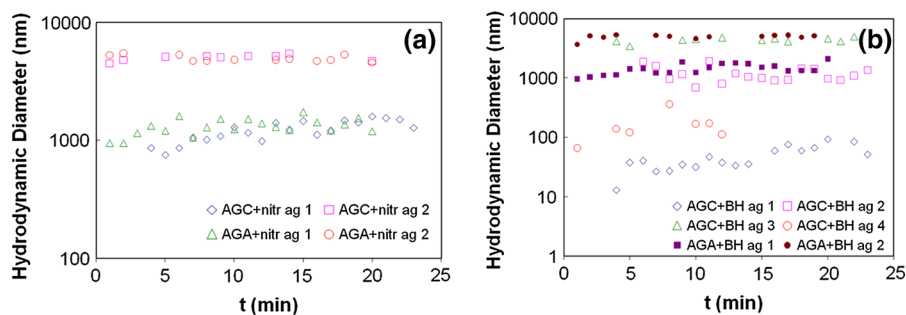 (a)
Hydrodynamic Diameter (nm)
10000
1000
100
AGC+nitr ag 1
AGC+nitr ag 2
AGA+nitr ag 1
AGA+nitr ag 2
0 5 10 15 20 25
t (min)
(b)
Hydrodynamic Diameter (nm)
10000
1000
100
10
1
AGC+BH ag 1
AGC+BH ag 2
AGC+BH ag 3
AGC+BH ag 4
AGA+BH ag 1
AGA+BH ag 2
0 5 10 15 20 25
t (min)